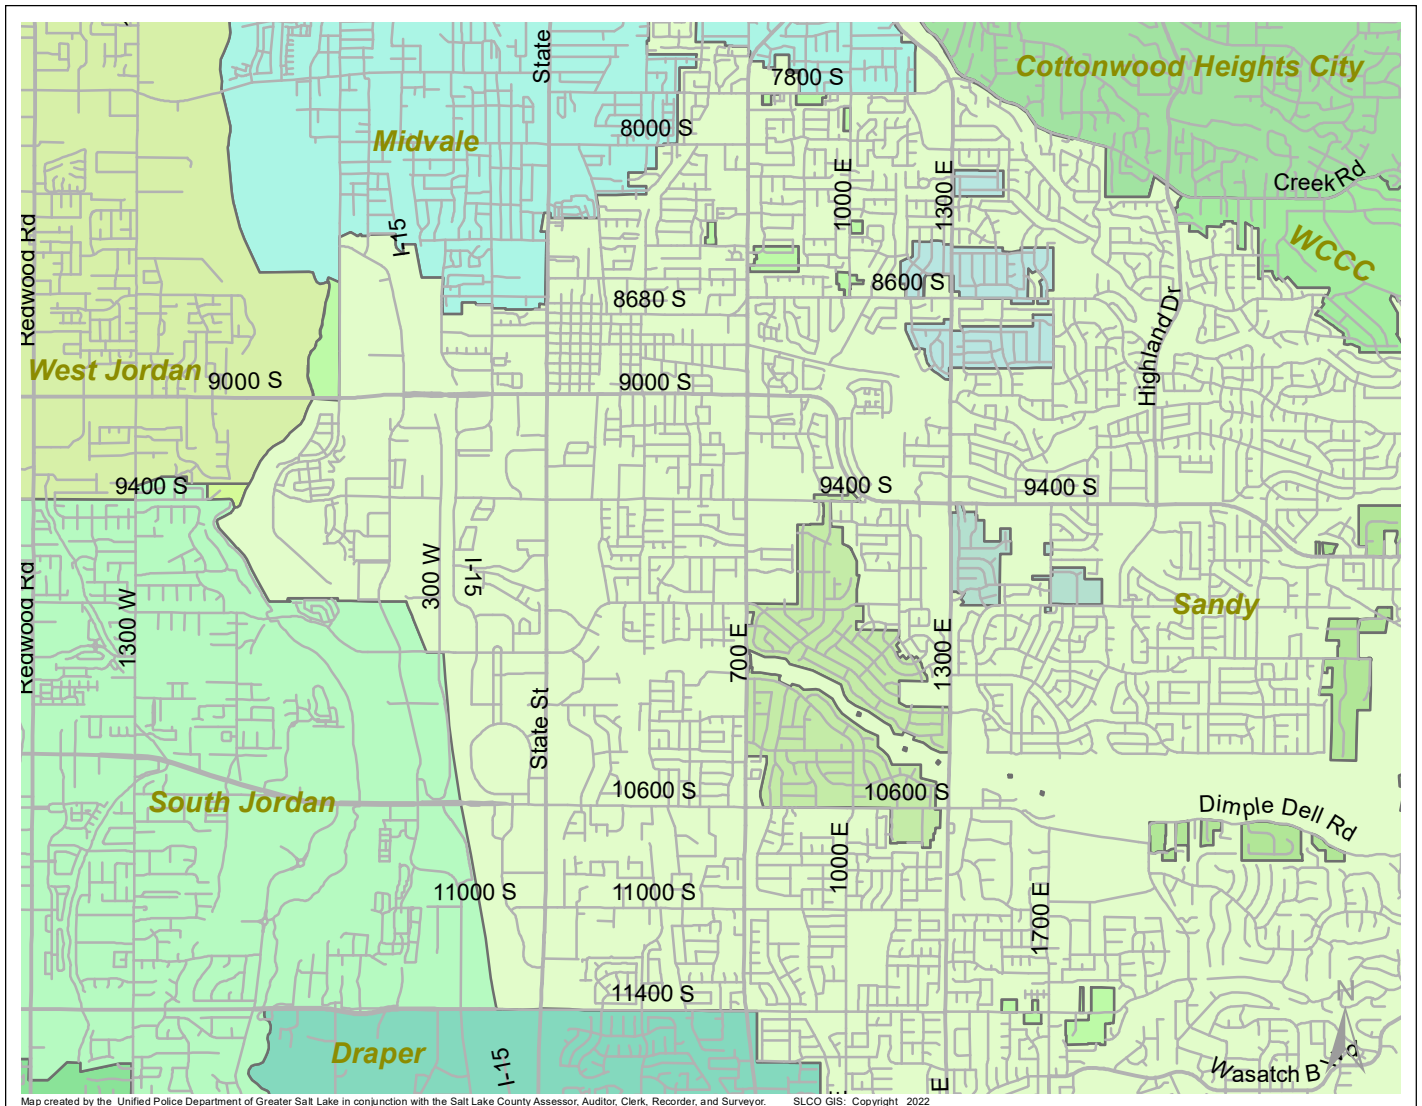 State
7800 S
Cottonwood Heights City
8000 S
Midvale
1000 E
1300 E
Creek Rd
Redwood Rd
I-15
WCCC
8600 S
8680 S
Highland Dr
West Jordan
9000 S
9000 S
9400 S
9400 S
9400 S
Redwood Rd
1300 W
300 W
I-15
Sandy
700 E
1300 E
State St
10600 S
10600 S
South Jordan
Dimple Dell Rd
1000 E
11000 S
11000 S
1700 E
11400 S
N
Draper
I-15
Wasatch B
E
Map created by the Unified Police Department of Greater Salt Lake in conjunction with the Salt Lake County Assessor, Auditor, Clerk, Recorder, and Surveyor. SLCO GIS: Copyright 2022